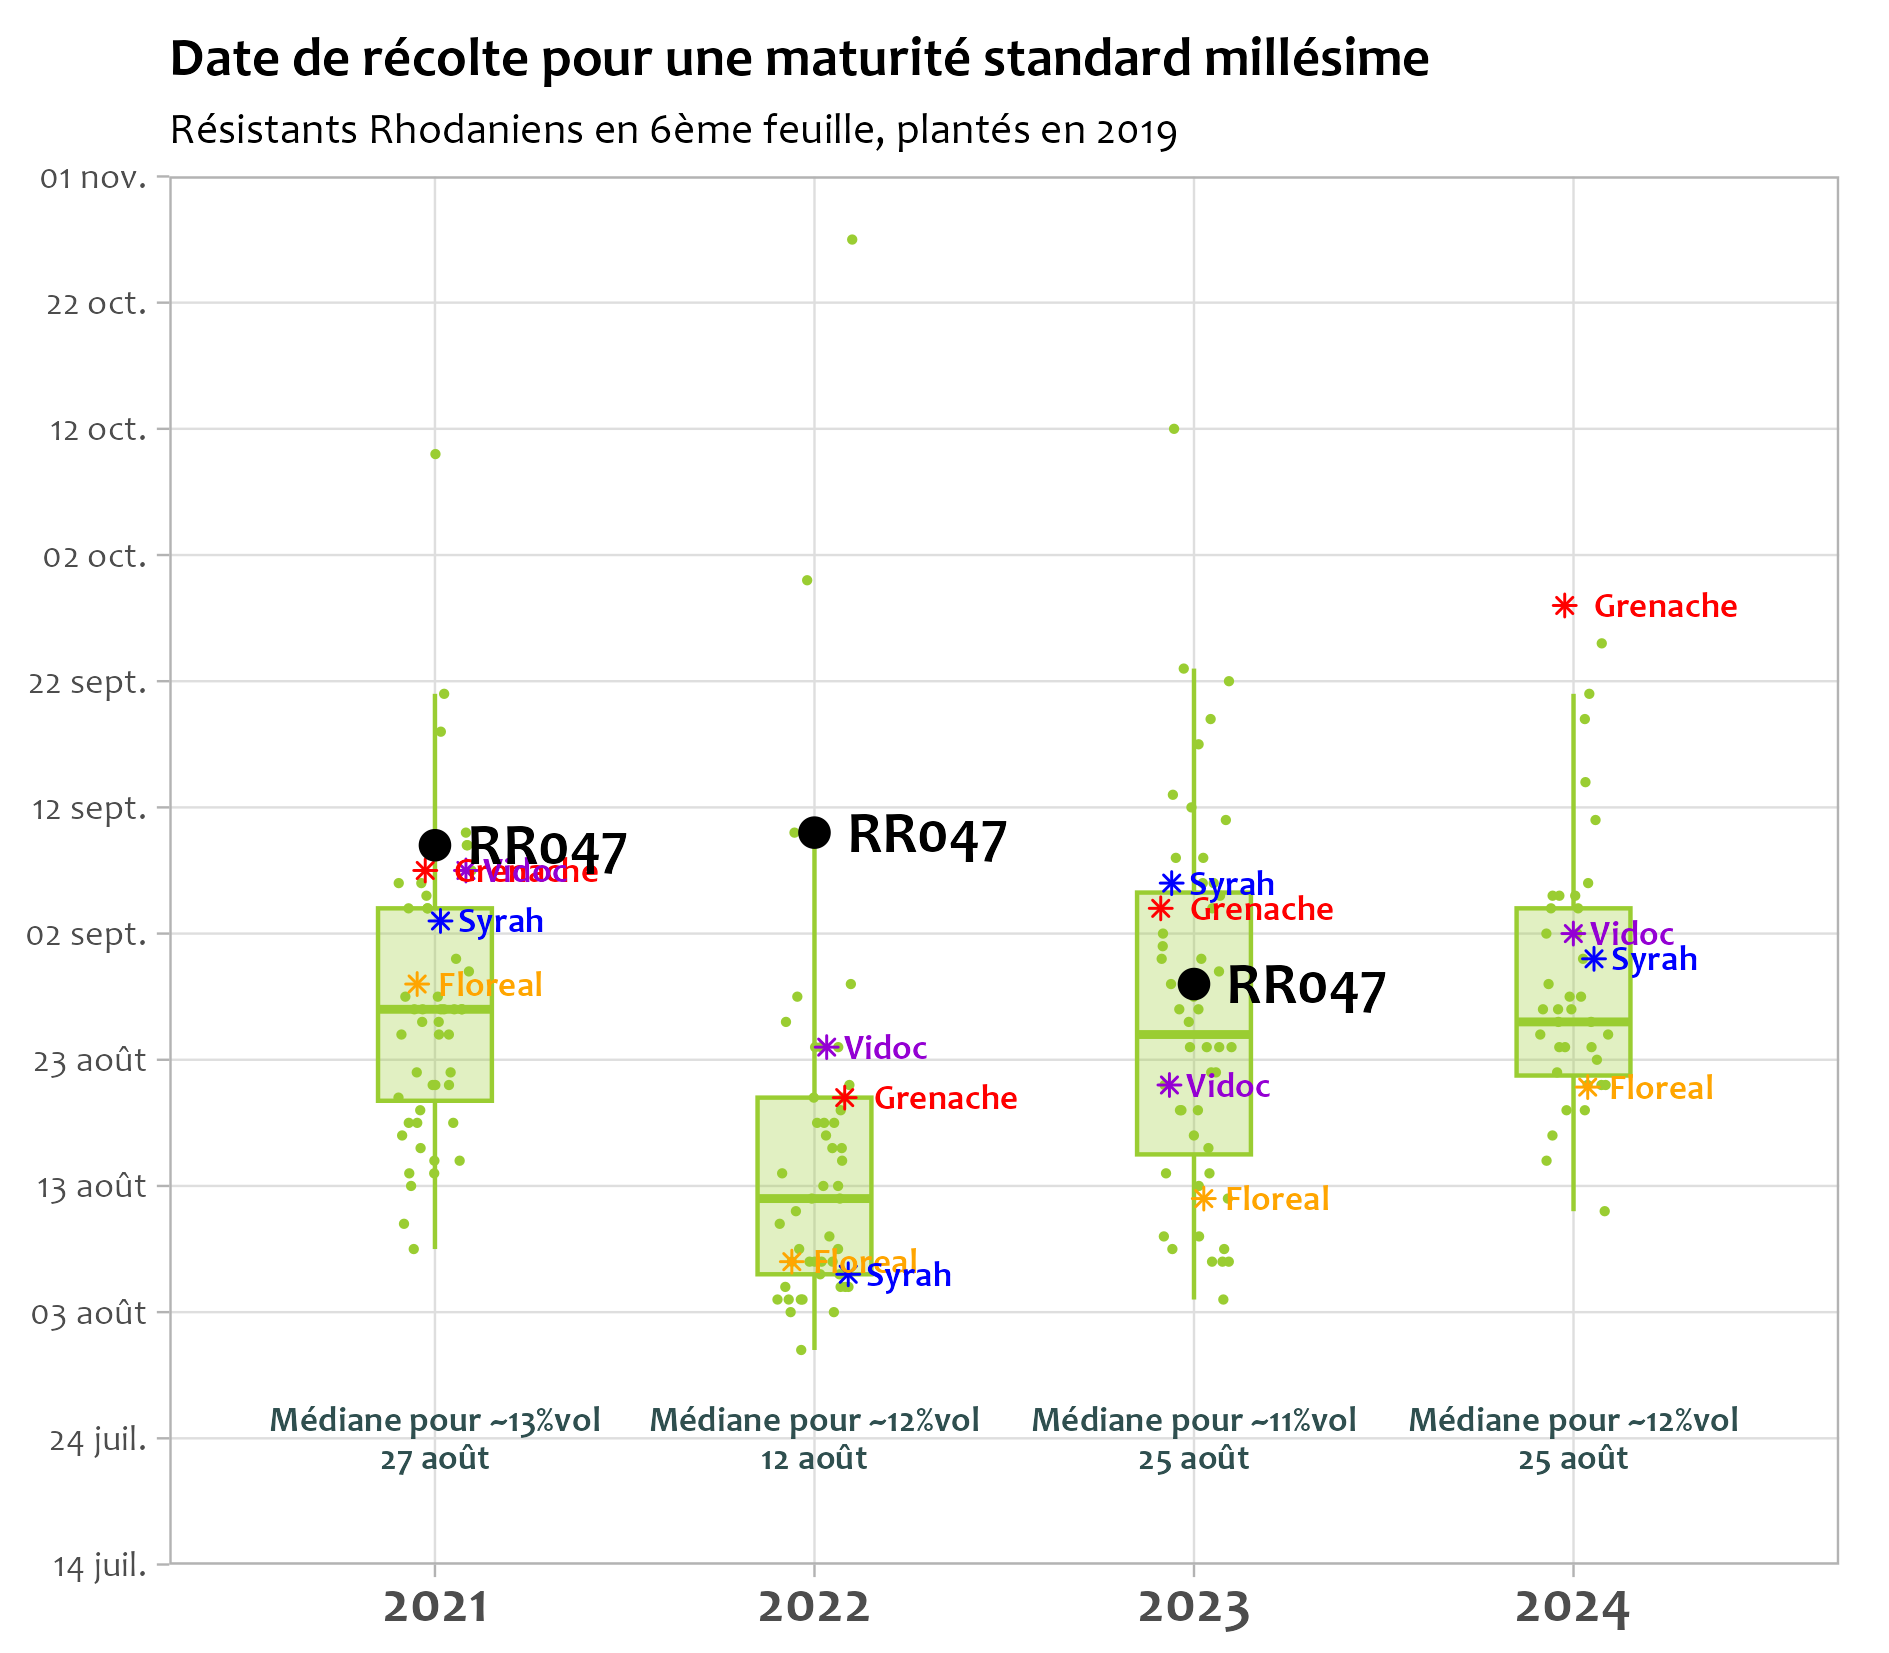 Date de récolte pour une maturité standard millésime
Résistants Rhodaniens en 6ème feuille, plantés en 2019
01 nov.
22 oct.
12 oct.
02 oct.
Grenache
22 sept.
12 sept.
RR047
RR047
Grenache
Vidoc
Syrah
Syrah
Grenache
02 sept.
Vidoc
Syrah
Floreal
RR047
23 août
Vidoc
Vidoc
Floreal
Grenache
13 août
Floreal
Floreal
Syrah
03 août
Médiane pour ~13%vol
27 août
Médiane pour ~12%vol
12 août
Médiane pour ~11%vol
25 août
Médiane pour ~12%vol
25 août
24 juil.
14 juil.
2021
2022
2023
2024